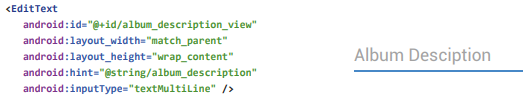 <EditText
android:id="@+id/album_description_view"
android:layout_width="match_parent"
android:layout_height="wrap_content"
android:hint="@string/album_description"
android:inputType="textMultiLine" />
Album Desciption